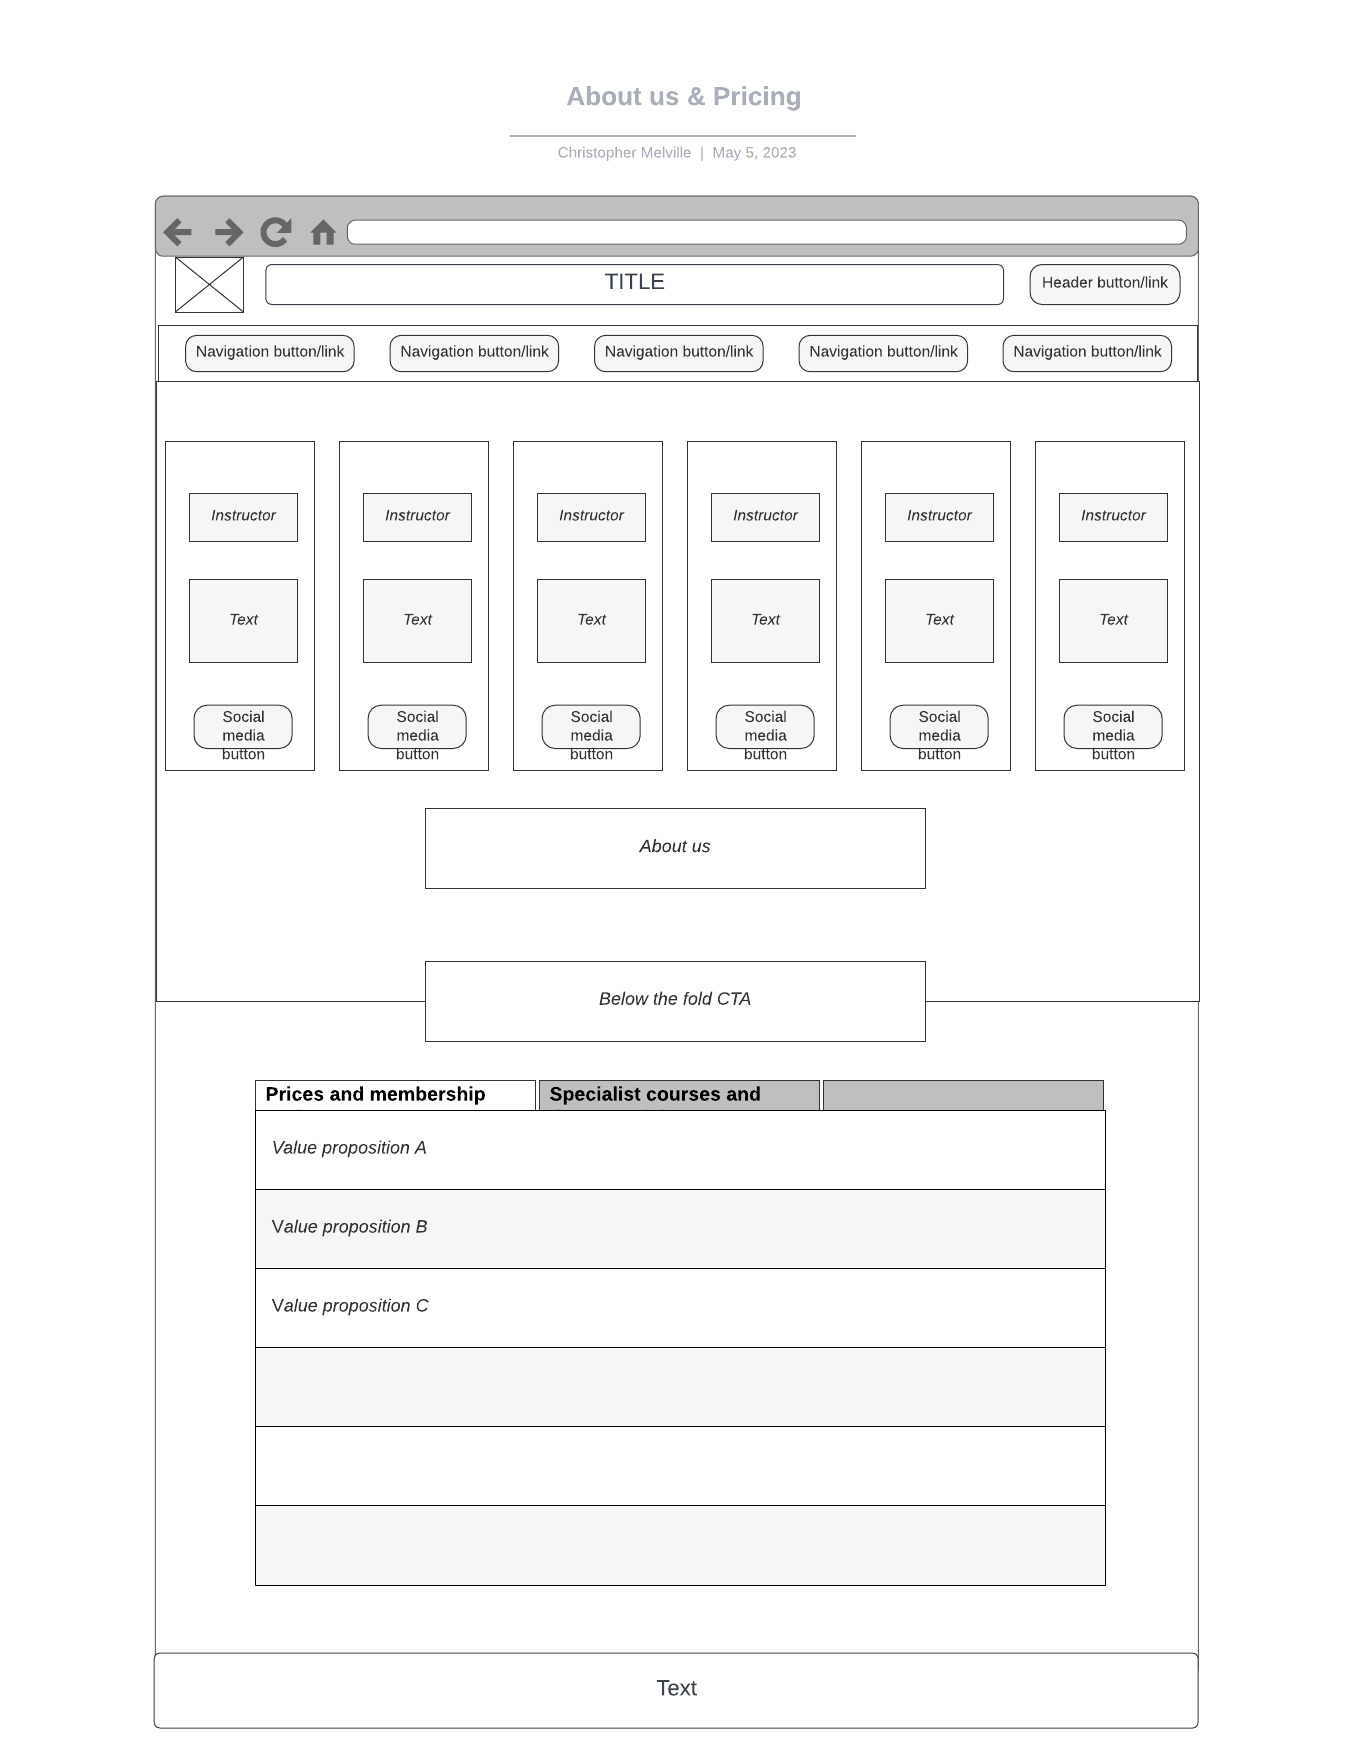 About us & Pricing
Christopher Melville | May 5, 2023
TITLE
Header button/link
Navigation button/link
Navigation button/link
Navigation button/link
Navigation button/link
Navigation button/link
Instructor
Instructor
Instructor
Instructor
Instructor
Instructor
Text
Text
Text
Text
Text
Text
Social
media
button
Social
media
button
Social
media
button
Social
media
button
Social
media
button
Social
media
button
About us
Below the fold CTA
Prices and membership
Specialist courses and
Value proposition A
Value proposition B
Value proposition C
Text